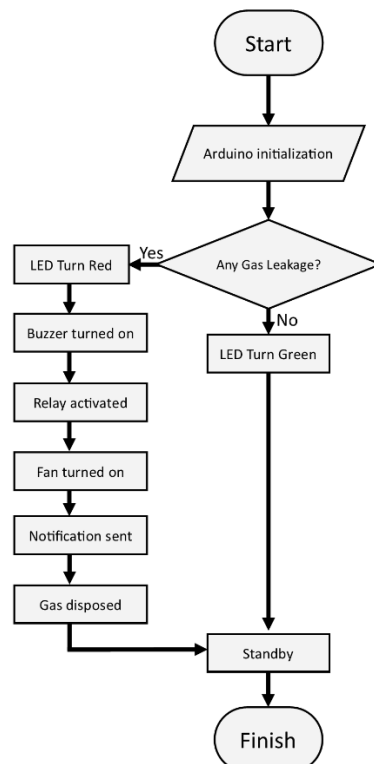 Start
Arduino initialization
Any Gas Leakage?
Yes
LED Turn Red
Buzzer turned on
Relay activated
Fan turned on
Notification sent
Gas disposed
No
LED Turn Green
Standby
Finish